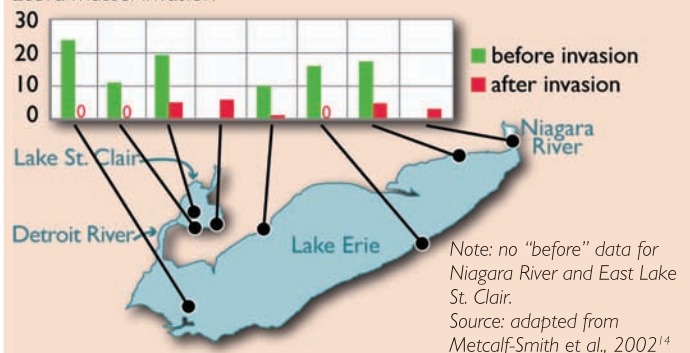 30
20
10
0
0
0
0
before invasion
after invasion
Niagara
River
Lake St. Clair
Detroit River
Lake Erie
Note: no “before” data for
Niagara River and East Lake
St. Clair.
Source: adapted from
Metcalf-Smith et al., 2002¹⁴